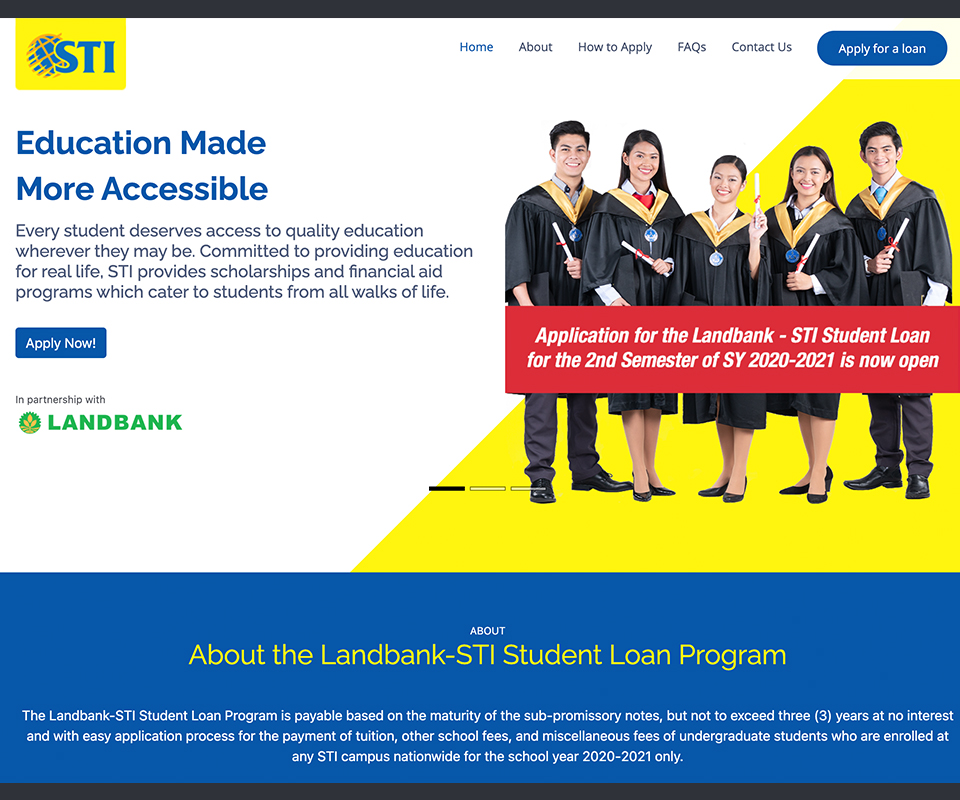 STI
Home About How to Apply FAQs Contact Us Apply for a loan
Education Made
More Accessible
Every student deserves access to quality education
wherever they may be. Committed to providing education
for real life, STI provides scholarships and financial aid
programs which cater to students from all walks of life.
Apply Now!
In partnership with
LANDBANK
Application for the Landbank - STI Student Loan
for the 2nd Semester of SY 2020-2021 is now open
ABOUT
About the Landbank-STI Student Loan Program
The Landbank-STI Student Loan Program is payable based on the maturity of the sub-promissory notes, but not to exceed three (3) years at no interest
and with easy application process for the payment of tuition, other school fees, and miscellaneous fees of undergraduate students who are enrolled at
any STI campus nationwide for the school year 2020-2021 only.